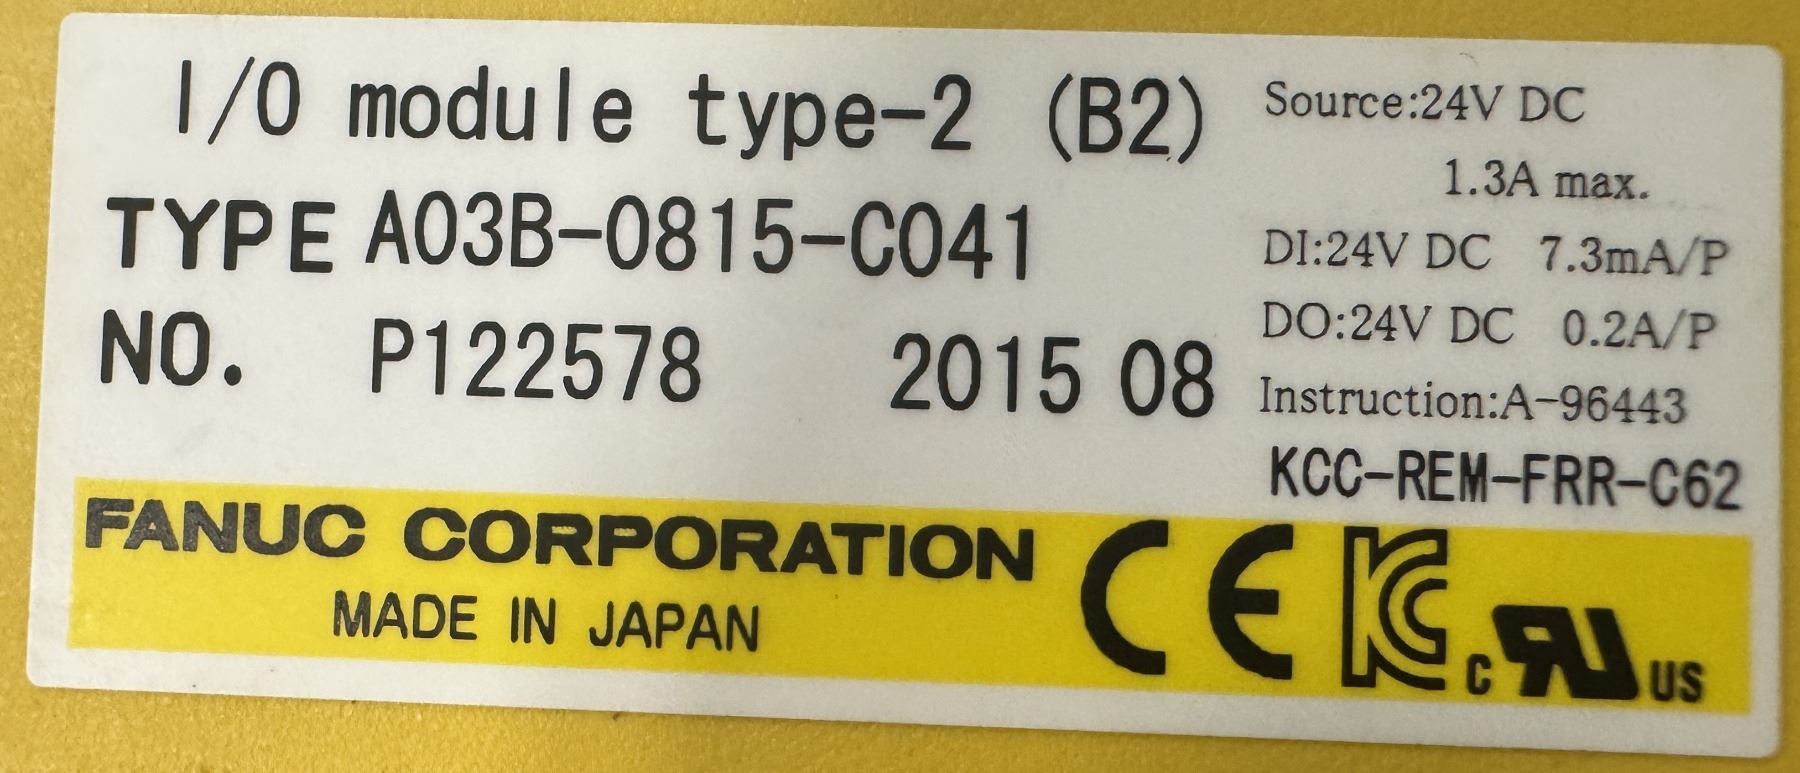 I/O module type-2 (B2)
TYPE A03B-0815-C041
NO. P122578 2015 08
Source:24V DC
1.3A max.
DI:24V DC 7.3mA/P
DO:24V DC 0.2A/P
Instruction:A-96443
KCC-REM-FRR-C62
FANUC CORPORATION
MADE IN JAPAN
CE KC c RU US